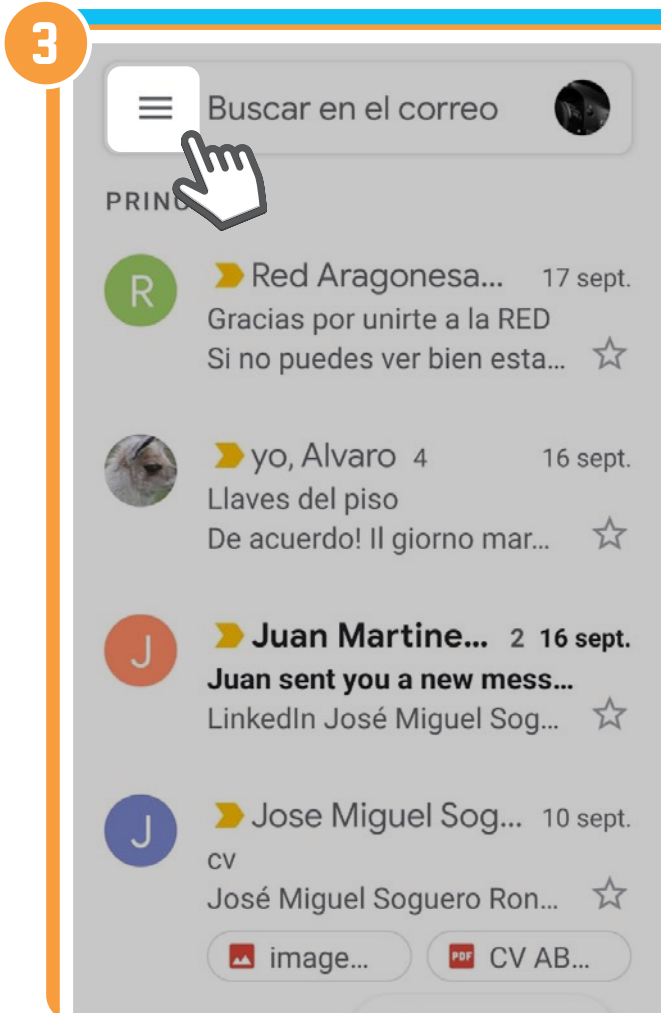 3
Buscar en el correo
PRINC
R
Red Aragonesa... 17 sept.
Gracias por unirte a la RED
Si no puedes ver bien esta...
yo, Alvaro 4 16 sept.
Llaves del piso
De acuerdo! Il giorno mar...
J
Juan Martine... 2 16 sept.
Juan sent you a new mess...
LinkedIn José Miguel Sog...
J
Jose Miguel Sog... 10 sept.
cv
José Miguel Soguero Ron...
image... PDF CV AB...